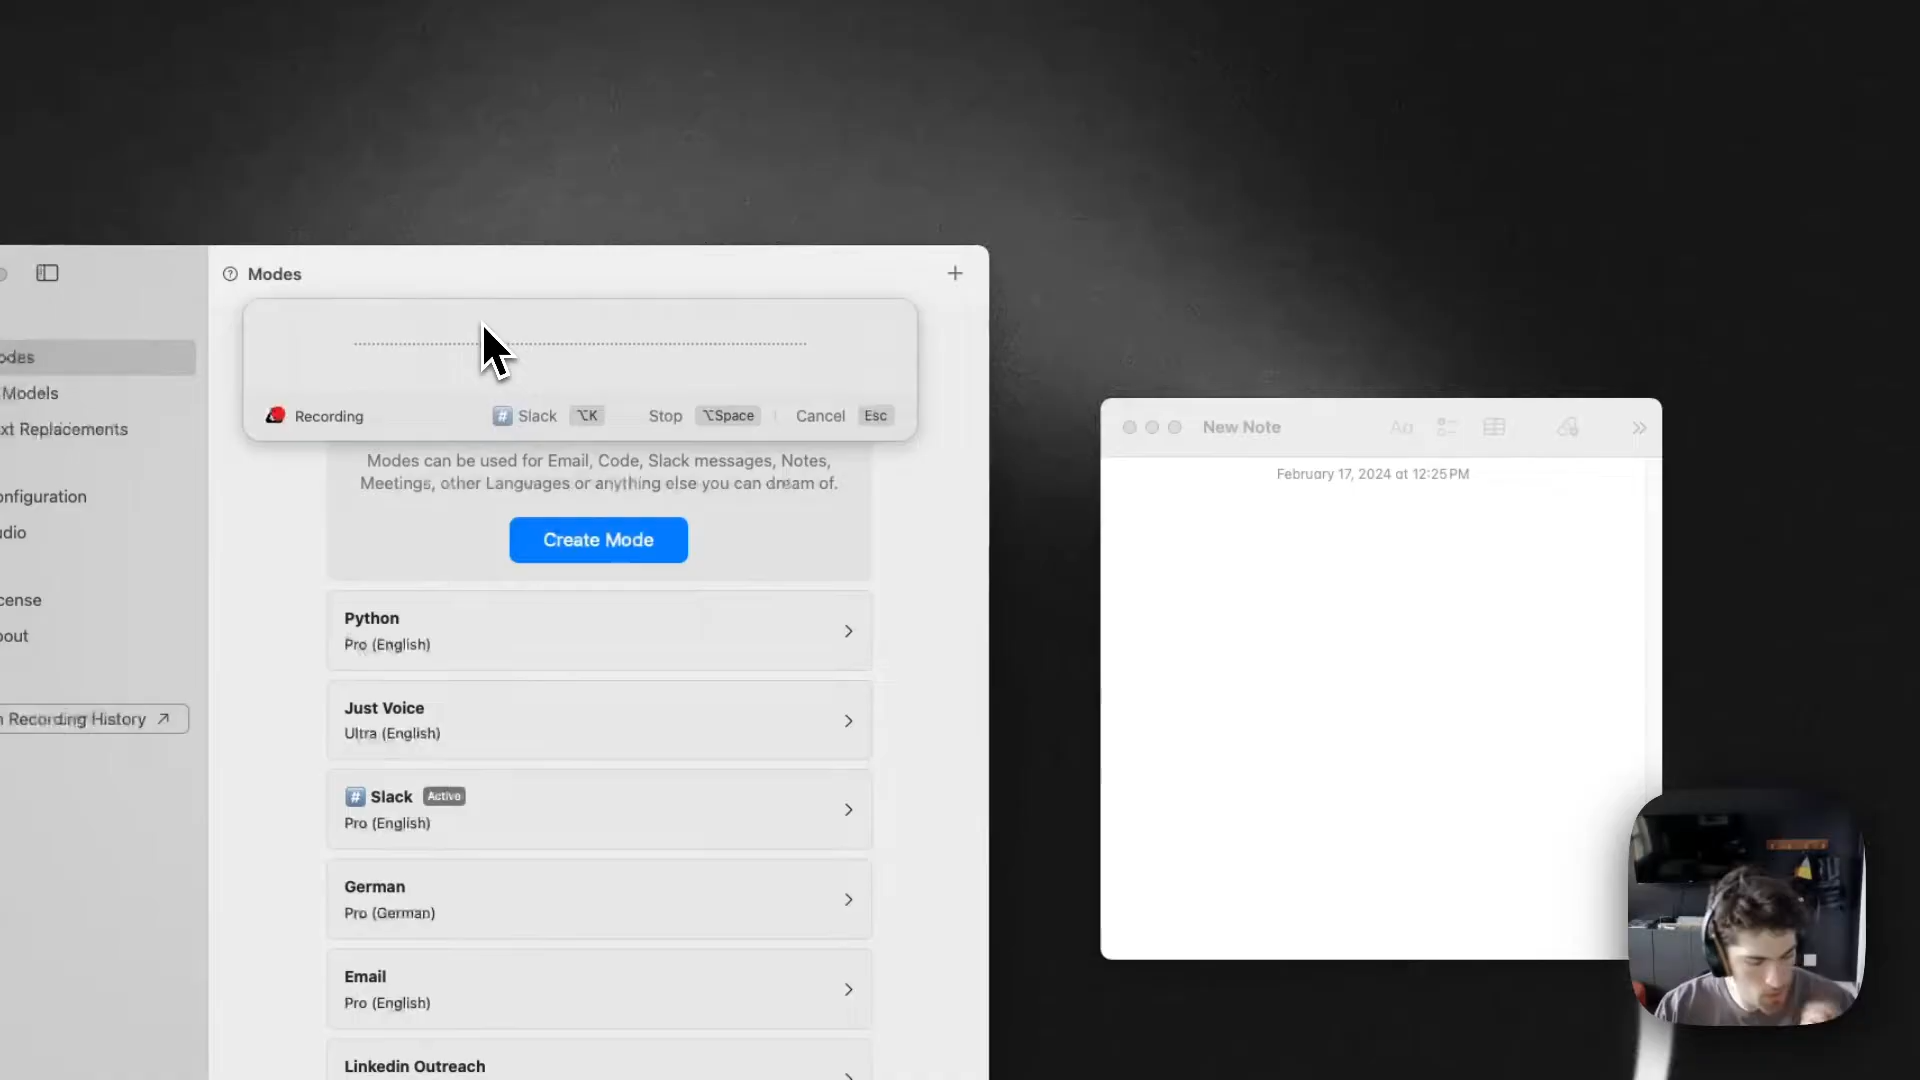 Modes
odes
Models
xt Replacements
onfiguration
udio
cense
bout
n Recording History
Recording
# Slack ⌥K
Stop ⌥Space
Cancel Esc
Modes can be used for Email, Code, Slack messages, Notes,
Meetings, other Languages or anything else you can dream of.
Create Mode
Python
Pro (English)
Just Voice
Ultra (English)
# Slack Active
Pro (English)
German
Pro (German)
Email
Pro (English)
Linkedin Outreach
New Note
Aa
February 17, 2024 at 12:25 PM